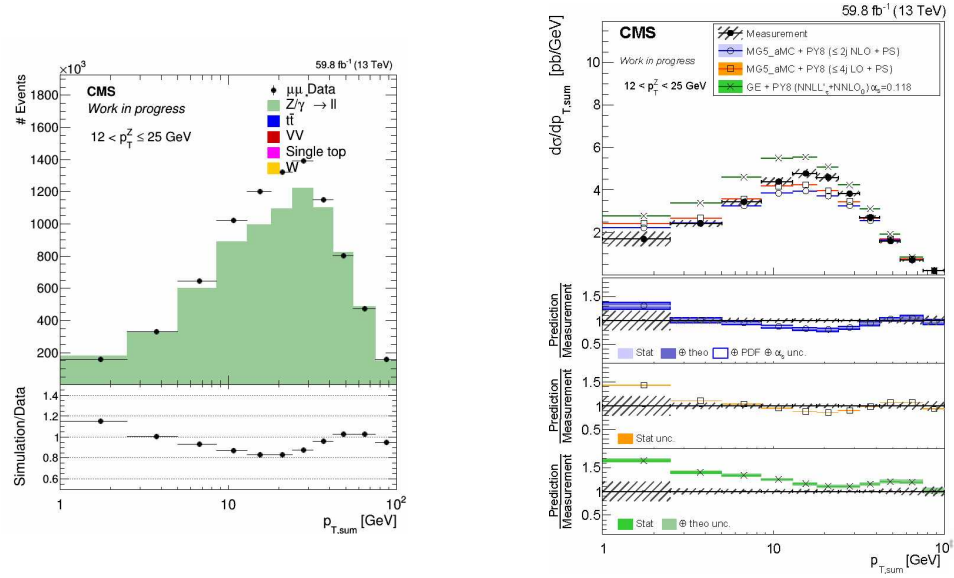 59.8 fb⁻¹ (13 TeV)
×10³
# Events
1800
1600
1400
1200
1000
800
600
400
200
CMS
Work in progress
12 < p_T^Z ≤ 25 GeV
μμ Data
Z/γ → ll
tt̄
VV
Single top
W
Simulation/Data
1.4
1.2
1
0.8
0.6
1
10
10²
p_T,sum [GeV]
59.8 fb⁻¹ (13 TeV)
dσ/dp_T,sum [pb/GeV]
10
8
6
4
2
CMS
Work in progress
12 < p_T^Z < 25 GeV
Measurement
MG5_aMC + PY8 (≤ 2j NLO + PS)
MG5_aMC + PY8 (≤ 4j LO + PS)
GE + PY8 (NNLL'_τ+NNLO_0) α_s=0.118
Prediction
Measurement
1.5
1
0.5
Stat
⊕ theo
⊕ PDF ⊕ α_s unc.
Prediction
Measurement
1.5
1
0.5
Stat unc.
Prediction
Measurement
1.5
1
0.5
Stat
⊕ theo unc.
1
10
p_T,sum [GeV]